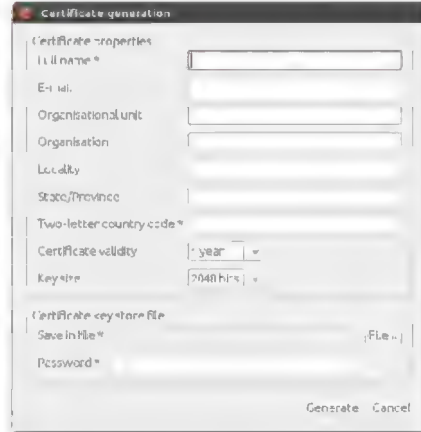 Certificate generation
Certificate properties
Full name *
E-mail
Organisational unit
Organisation
Locality
State/Province
Two-letter country code *
Certificate validity 1 year
Key size 2048 bits
Certificate key store file
Save in file * File...
Password *
Generate Cancel